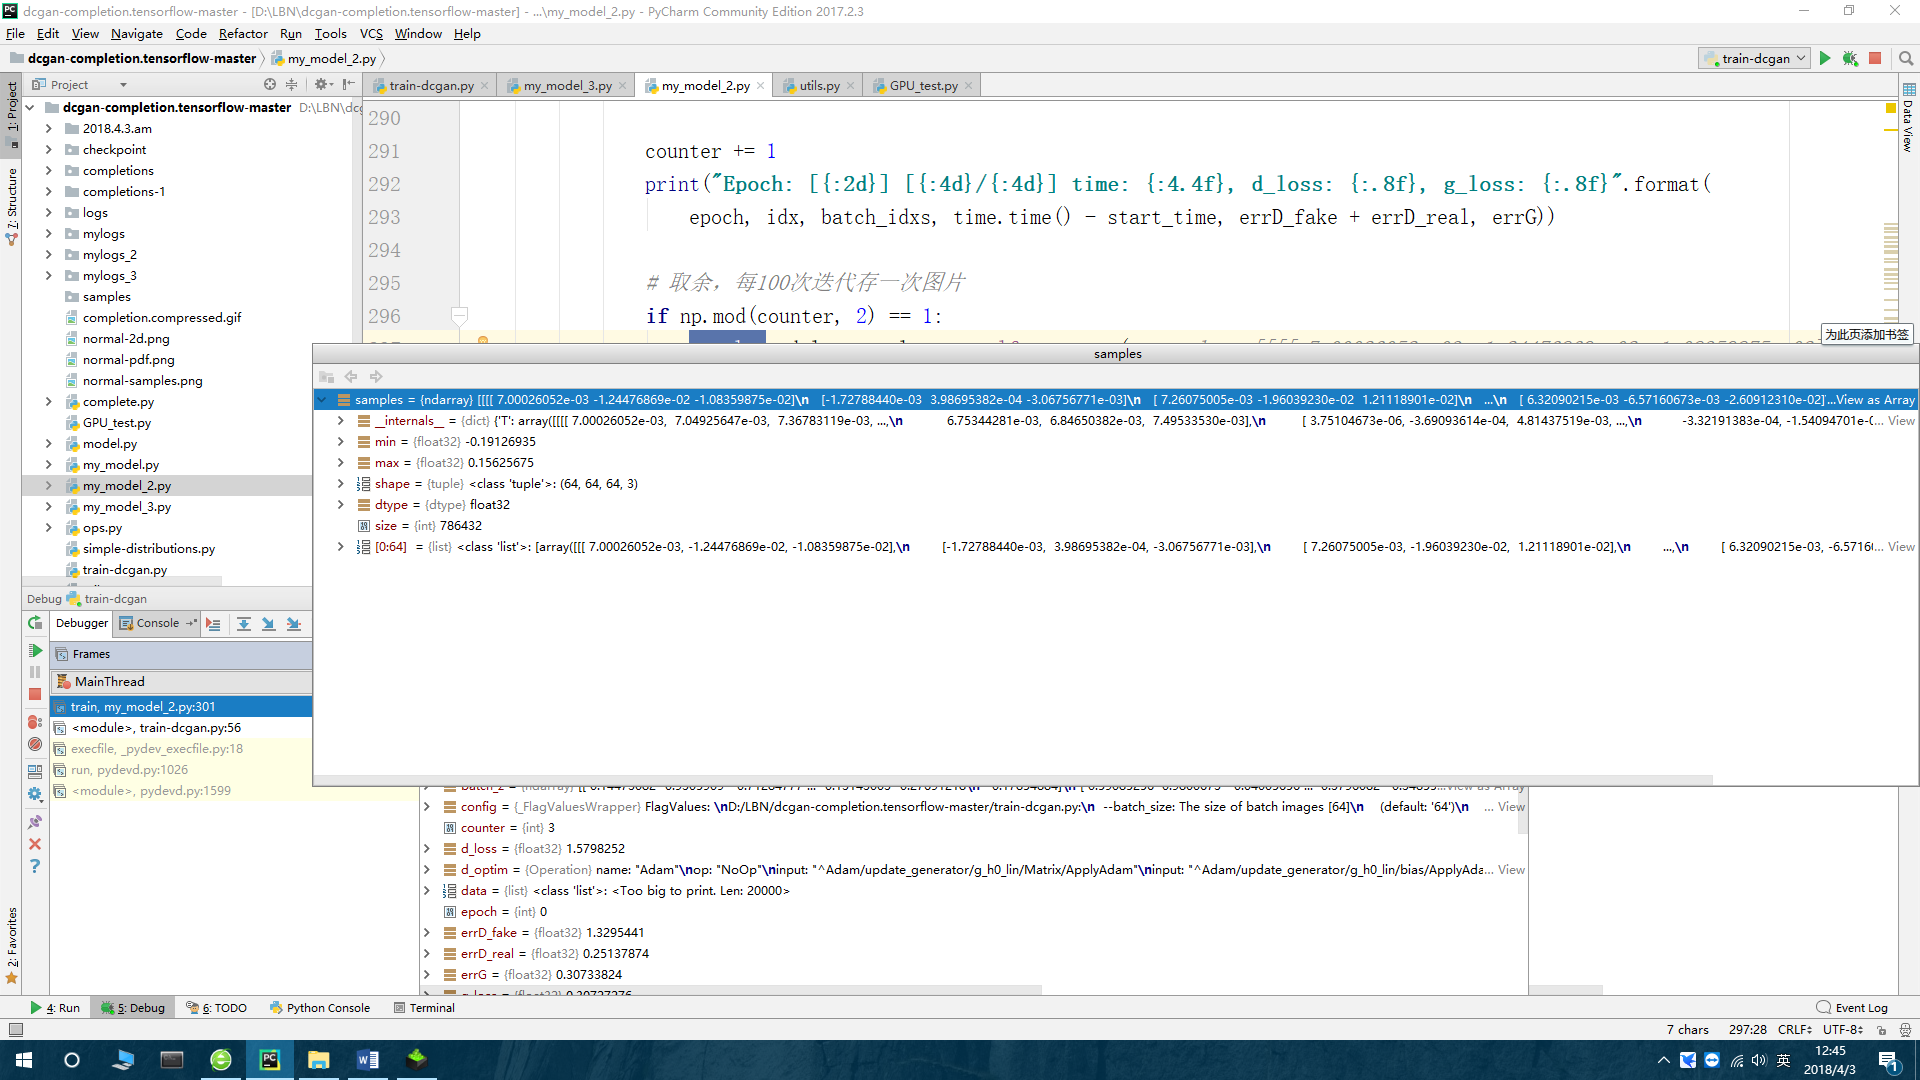 dcgan-completion.tensorflow-master - [D:\LBN\dcgan-completion.tensorflow-master] - ...\my_model_2.py - PyCharm Community Edition 2017.2.3
File Edit View Navigate Code Refactor Run Tools VCS Window Help
dcgan-completion.tensorflow-master my_model_2.py
train-dcgan
Project
train-dcgan.py my_model_3.py my_model_2.py utils.py GPU_test.py
1: Project
7: Structure
2: Favorites
Data View
dcgan-completion.tensorflow-master D:\LBN\dcg
2018.4.3.am
checkpoint
completions
completions-1
logs
mylogs
mylogs_2
mylogs_3
samples
completion.compressed.gif
normal-2d.png
normal-pdf.png
normal-samples.png
complete.py
GPU_test.py
model.py
my_model.py
my_model_2.py
my_model_3.py
ops.py
simple-distributions.py
train-dcgan.py
290
291 counter += 1
292 print("Epoch: [{:2d}] [{:4d}/{:4d}] time: {:4.4f}, d_loss: {:.8f}, g_loss: {:.8f}".format(
293 epoch, idx, batch_idxs, time.time() - start_time, errD_fake + errD_real, errG))
294
295 # 取余，每100次迭代存一次图片
296 if np.mod(counter, 2) == 1:
为此页添加书签
samples
samples = {ndarray} [[[[ 7.00026052e-03 -1.24476869e-02 -1.08359875e-02]\n [-1.72788440e-03 3.98695382e-04 -3.06756771e-03]\n [ 7.26075005e-03 -1.96039230e-02 1.21118901e-02]\n ...\n [ 6.32090215e-03 -6.57160673e-03 -2.60912310e-02]...View as Array
__internals__ = {dict} {'T': array([[[[ 7.00026052e-03, 7.04925647e-03, 7.36783119e-03, ...,\n 6.75344281e-03, 6.84650382e-03, 7.49533530e-03],\n [ 3.75104673e-06, -3.69093614e-04, 4.81437519e-03, ...,\n -3.32191383e-04, -1.54094701e-0... View
min = {float32} -0.19126935
max = {float32} 0.15625675
shape = {tuple} <class 'tuple'>: (64, 64, 64, 3)
dtype = {dtype} float32
size = {int} 786432
[0:64] = {list} <class 'list'>: [array([[[ 7.00026052e-03, -1.24476869e-02, -1.08359875e-02],\n [-1.72788440e-03, 3.98695382e-04, -3.06756771e-03],\n [ 7.26075005e-03, -1.96039230e-02, 1.21118901e-02],\n ...,\n [ 6.32090215e-03, -6.5716... View
Debug train-dcgan
Debugger Console
Frames
MainThread
train, my_model_2.py:301
<module>, train-dcgan.py:56
execfile, _pydev_execfile.py:18
run, pydevd.py:1026
<module>, pydevd.py:1599
config = {_FlagValuesWrapper} FlagValues: \nD:/LBN/dcgan-completion.tensorflow-master/train-dcgan.py:\n --batch_size: The size of batch images [64]\n (default: '64')\n ... View
counter = {int} 3
d_loss = {float32} 1.5798252
d_optim = {Operation} name: "Adam"\nop: "NoOp"\ninput: "^Adam/update_generator/g_h0_lin/Matrix/ApplyAdam"\ninput: "^Adam/update_generator/g_h0_lin/bias/ApplyAda... View
data = {list} <class 'list'>: <Too big to print. Len: 20000>
epoch = {int} 0
errD_fake = {float32} 1.3295441
errD_real = {float32} 0.25137874
errG = {float32} 0.30733824
4: Run 5: Debug 6: TODO Python Console Terminal Event Log
7 chars 297:28 CRLF UTF-8
英 12:45
2018/4/3
1